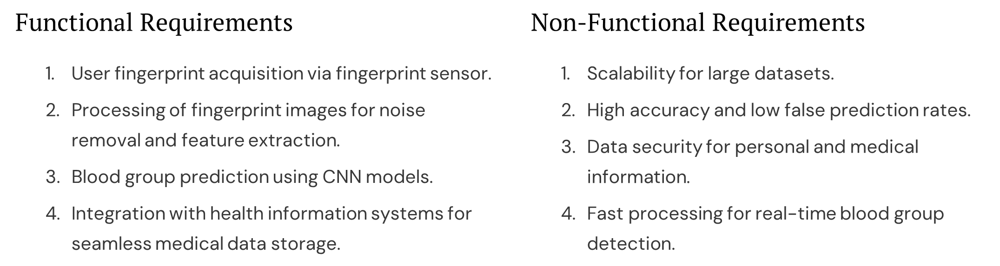 Functional Requirements
1. User fingerprint acquisition via fingerprint sensor.
2. Processing of fingerprint images for noise
removal and feature extraction.
3. Blood group prediction using CNN models.
4. Integration with health information systems for
seamless medical data storage.
Non-Functional Requirements
1. Scalability for large datasets.
2. High accuracy and low false prediction rates.
3. Data security for personal and medical
information.
4. Fast processing for real-time blood group
detection.